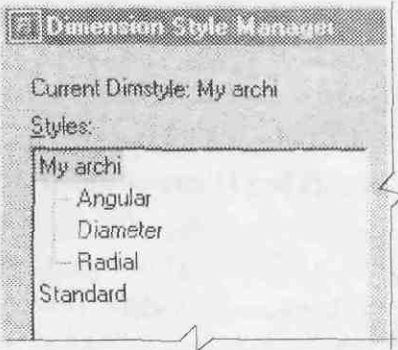 Dimension Style Manager
Current Dimstyle: My archi
Styles:
My archi
Angular
Diameter
Radial
Standard